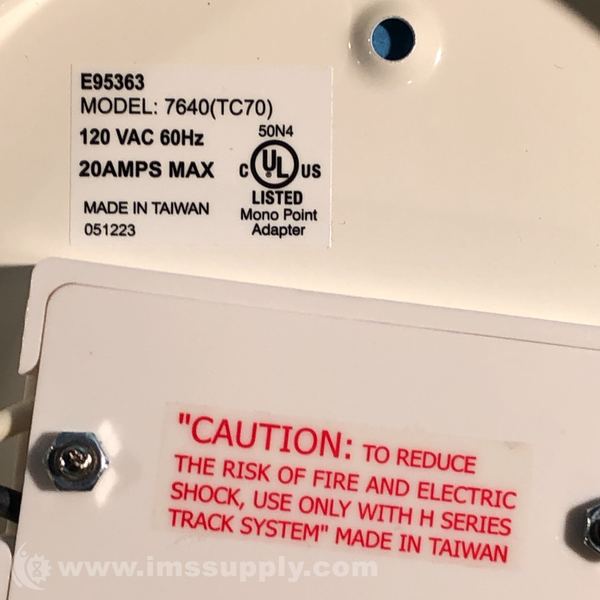 E95363
MODEL: 7640(TC70)
120 VAC 60Hz
20AMPS MAX
50N4
C UL US
LISTED
Mono Point
Adapter
MADE IN TAIWAN
051223
"CAUTION: TO REDUCE
THE RISK OF FIRE AND ELECTRIC
SHOCK, USE ONLY WITH H SERIES
TRACK SYSTEM" MADE IN TAIWAN
www.imssupply.com